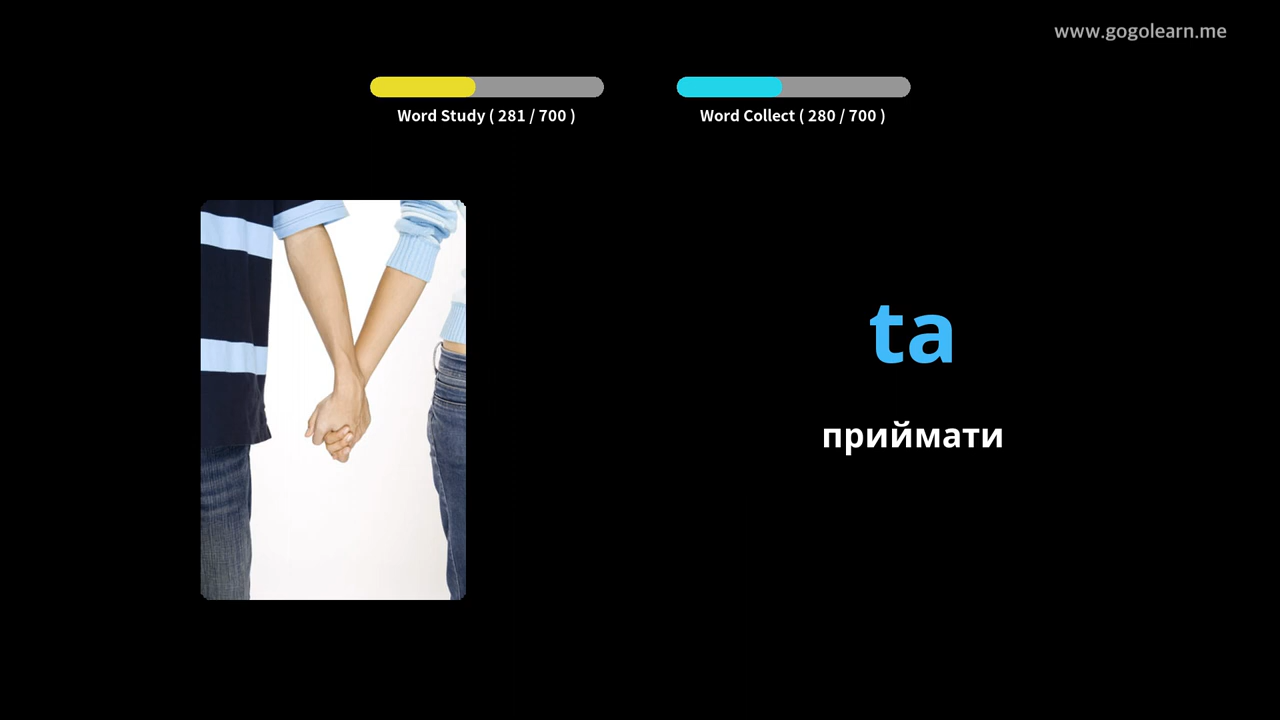 www.gogolearn.me
Word Study ( 281 / 700 )
Word Collect ( 280 / 700 )
ta
приймати